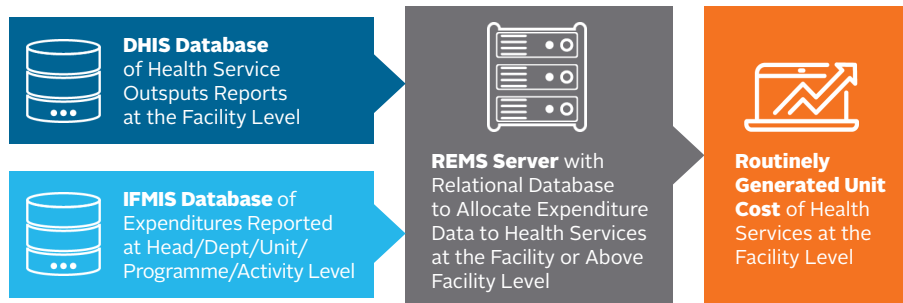 DHIS Database
of Health Service
Outsputs Reports
at the Facility Level
IFMIS Database of
Expenditures Reported
at Head/Dept/Unit/
Programme/Activity Level
REMS Server with
Relational Database
to Allocate Expenditure
Data to Health Services
at the Facility or Above
Facility Level
Routinely
Generated Unit
Cost of Health
Services at the
Facility Level